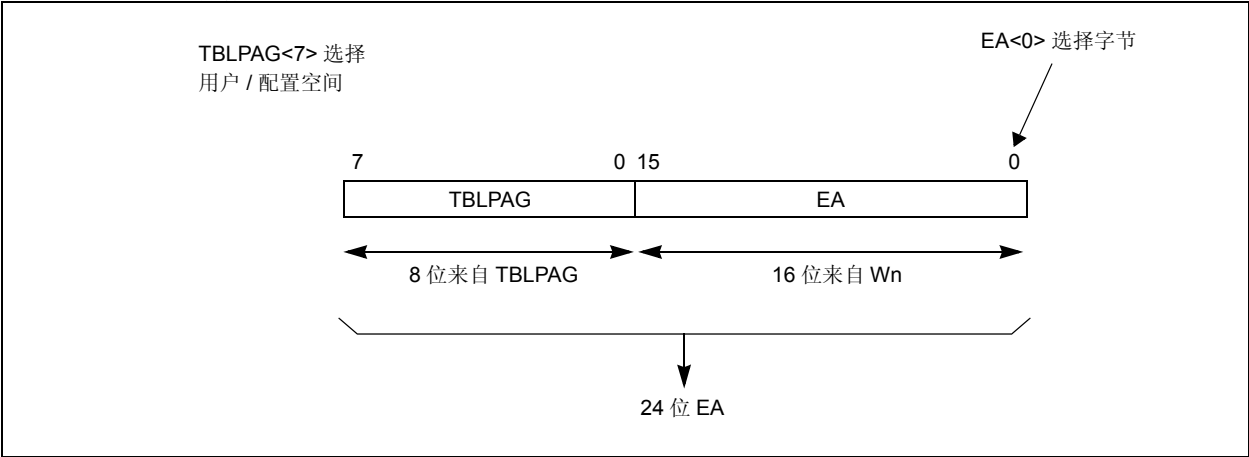 TBLPAG<7> 选择
用户 / 配置空间
EA<0> 选择字节
7 0 15 0
TBLPAG EA
8 位来自 TBLPAG 16 位来自 Wn
24 位 EA